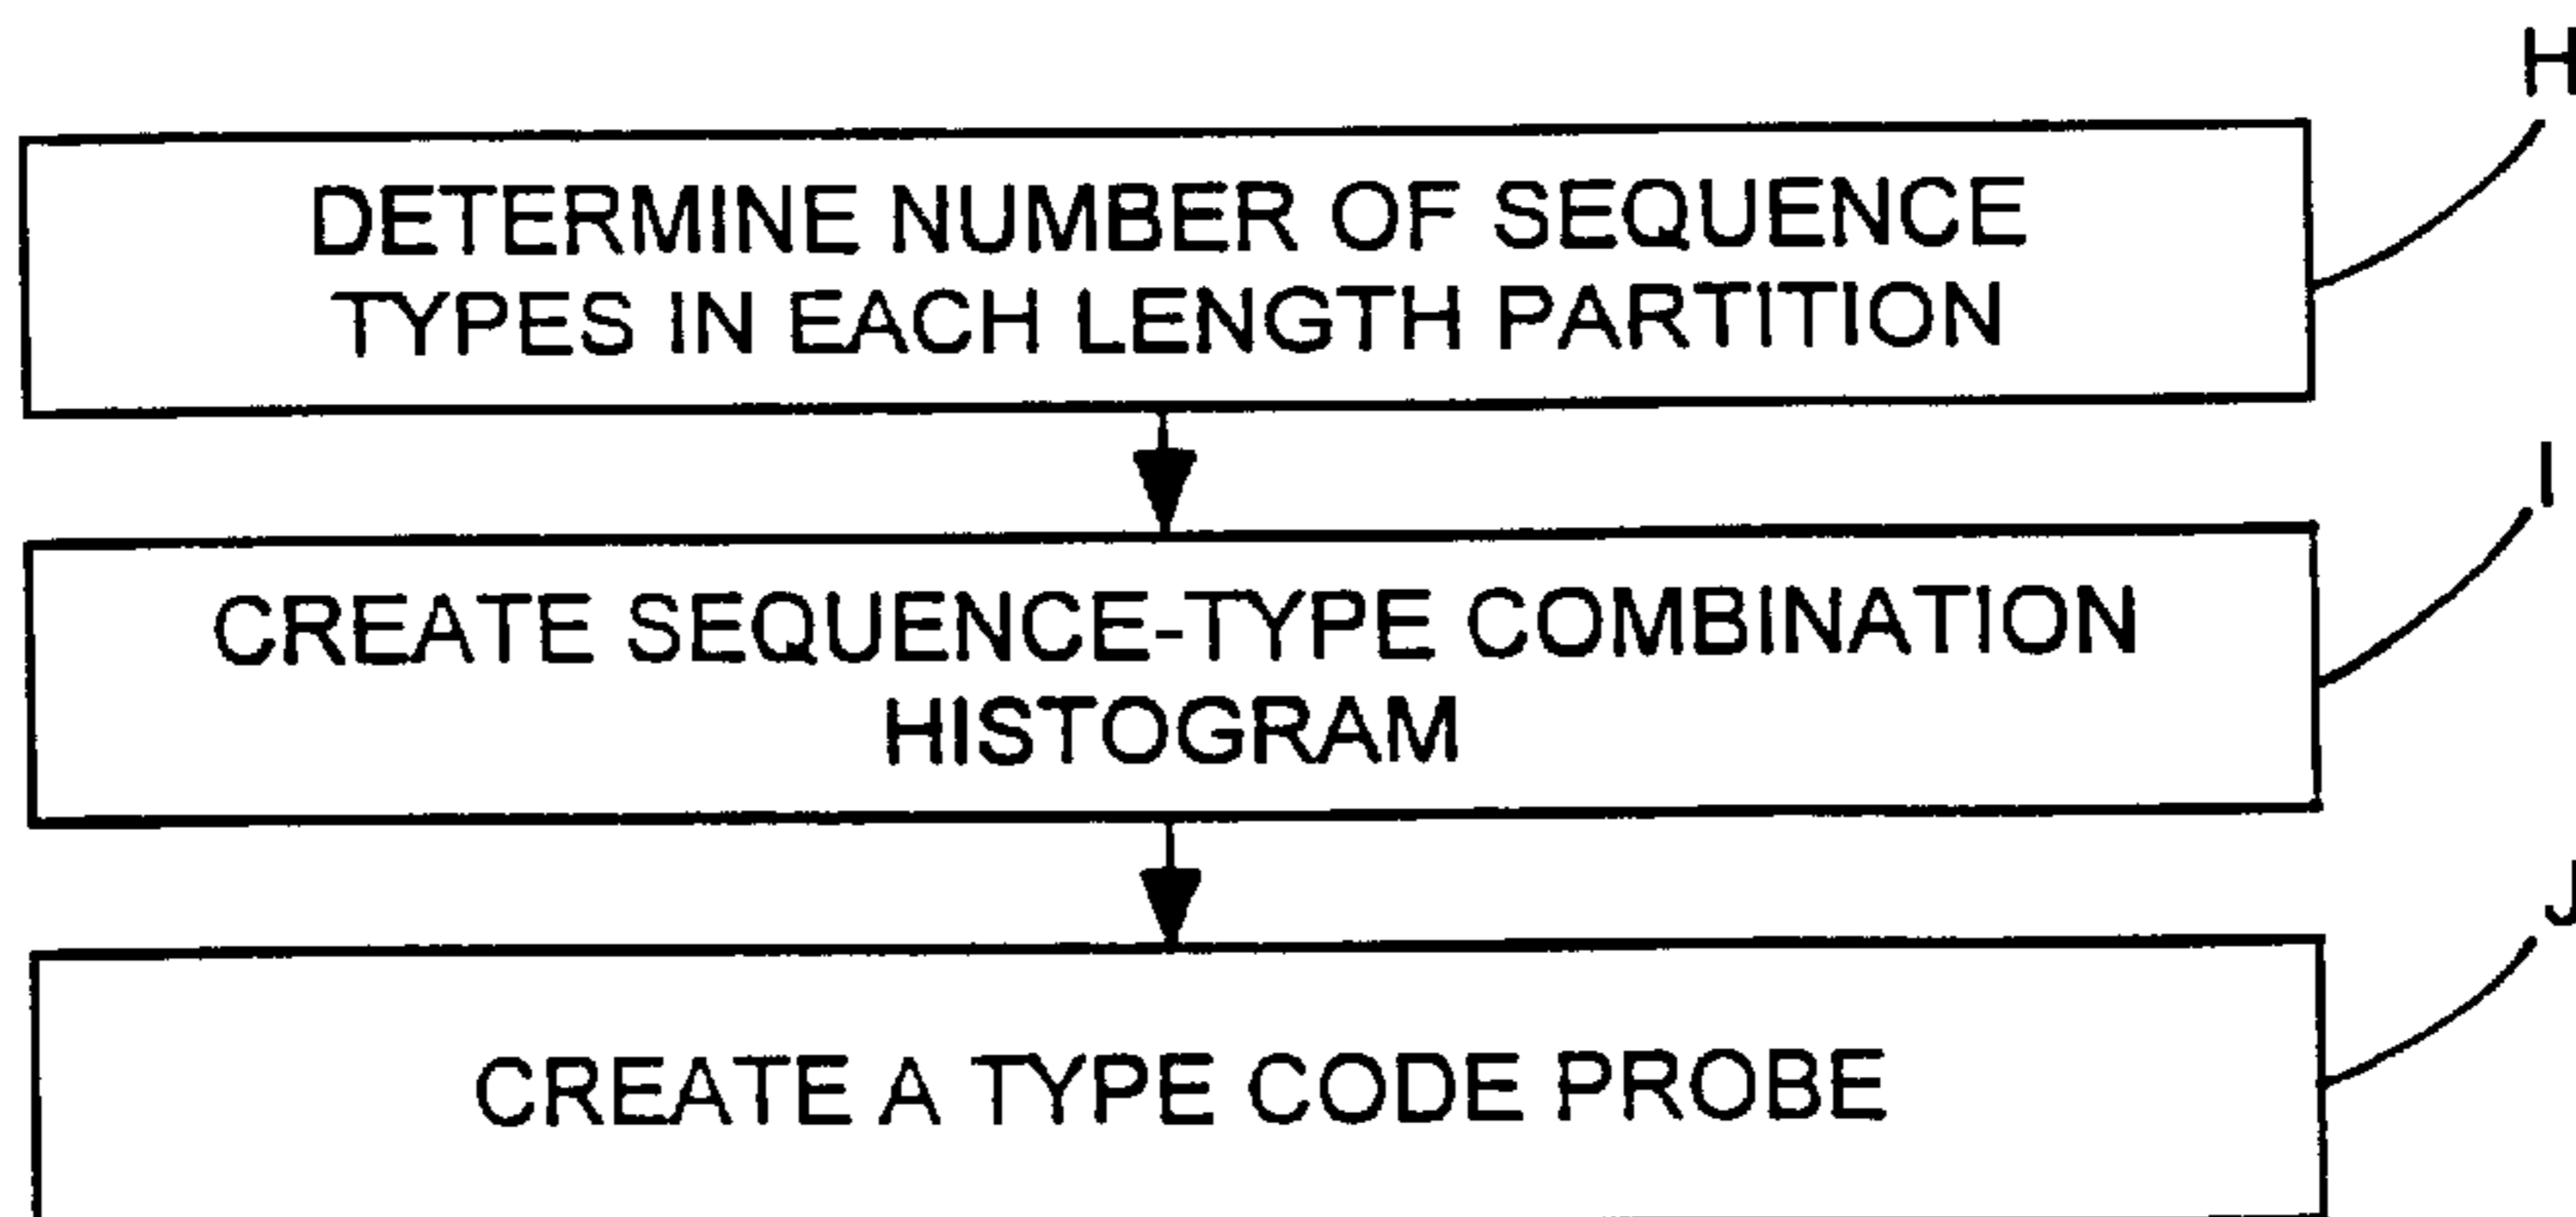 H
DETERMINE NUMBER OF SEQUENCE
TYPES IN EACH LENGTH PARTITION
I
CREATE SEQUENCE-TYPE COMBINATION
HISTOGRAM
J
CREATE A TYPE CODE PROBE